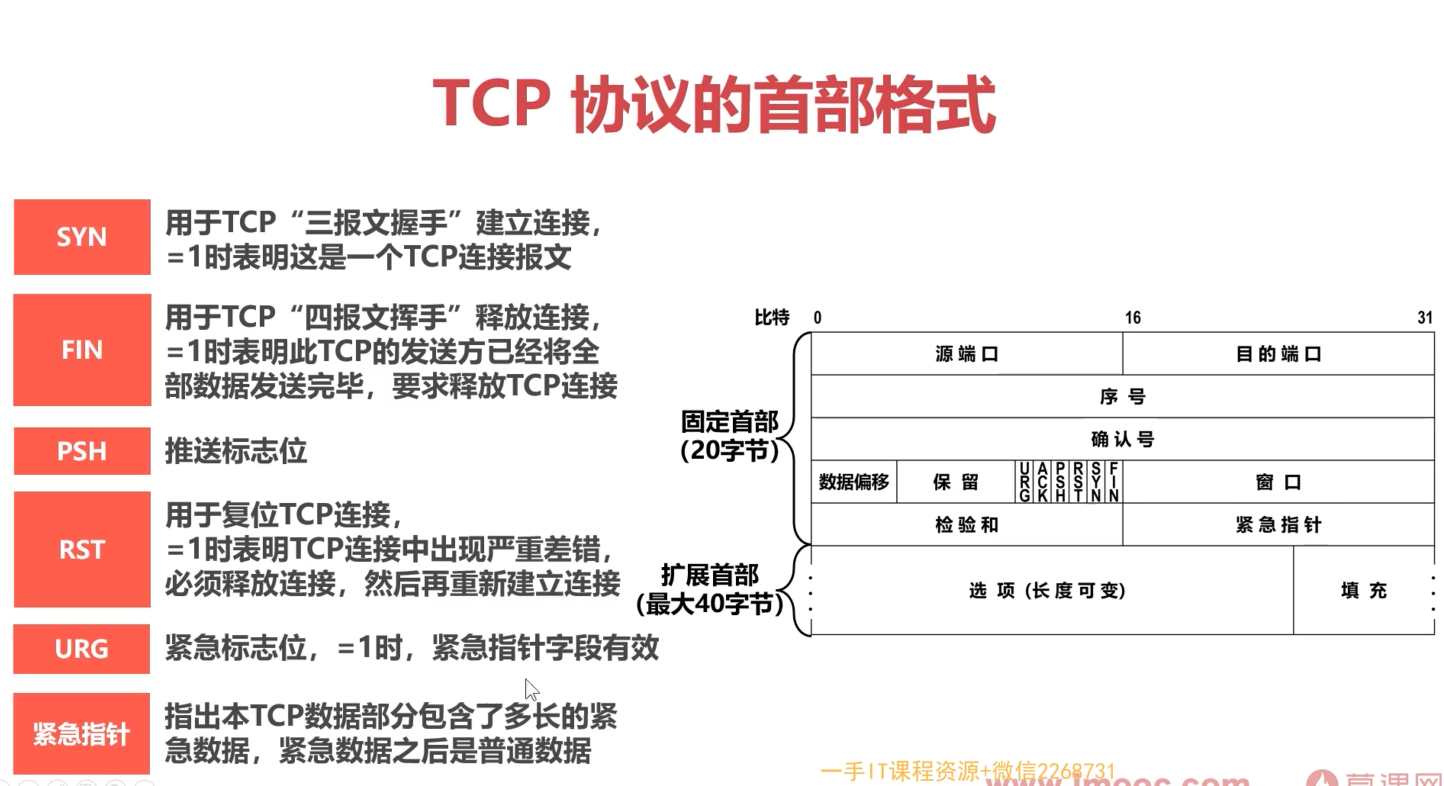 TCP 协议的首部格式
SYN
用于TCP“三报文握手”建立连接，
=1时表明这是一个TCP连接报文
FIN
用于TCP“四报文挥手”释放连接，
=1时表明此TCP的发送方已经将全
部数据发送完毕，要求释放TCP连接
PSH
推送标志位
RST
用于复位TCP连接，
=1时表明TCP连接中出现严重差错，
必须释放连接，然后再重新建立连接
URG
紧急标志位，=1时，紧急指针字段有效
紧急指针
指出本TCP数据部分包含了多长的紧
急数据，紧急数据之后是普通数据
比特 0 16 31
源端口 目的端口
序号
固定首部
(20字节)
确认号
数据偏移 保留 URG ACK PSH RST SYN FIN 窗口
检验和 紧急指针
扩展首部
(最大40字节)
选项 (长度可变) 填充
一手IT课程资源+微信2268731
www.imooc.com
慕课网